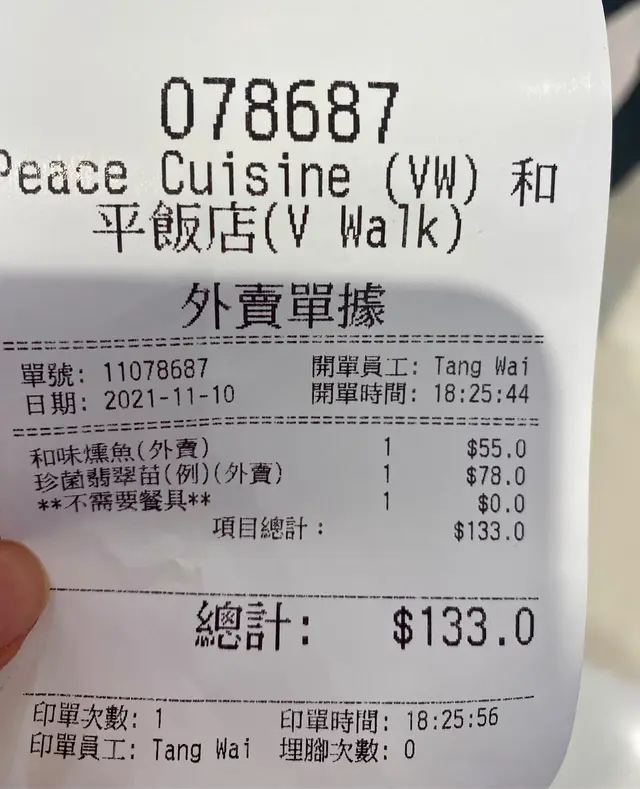 078687
Peace Cuisine (VW) 和
平飯店(V Walk)
外賣單據
單號: 11078687 開單員工: Tang Wai
日期: 2021-11-10 開單時間: 18:25:44
和味燻魚(外賣) 1 $55.0
珍菌翡翠苗(例)(外賣) 1 $78.0
**不需要餐具** 1 $0.0
項目總計: $133.0
總計: $133.0
印單次數: 1 印單時間: 18:25:56
印單員工: Tang Wai 埋腳次數: 0